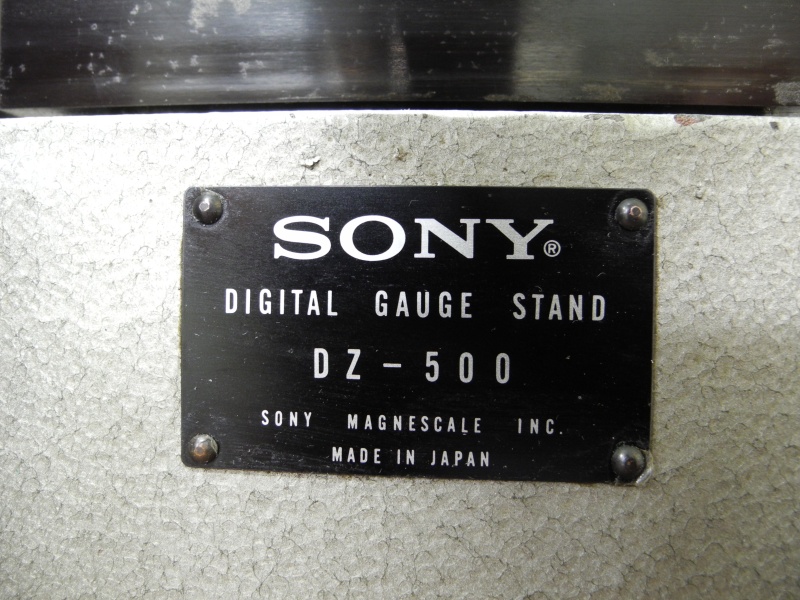 SONY®
DIGITAL GAUGE STAND
DZ-500
SONY MAGNESCALE INC.
MADE IN JAPAN